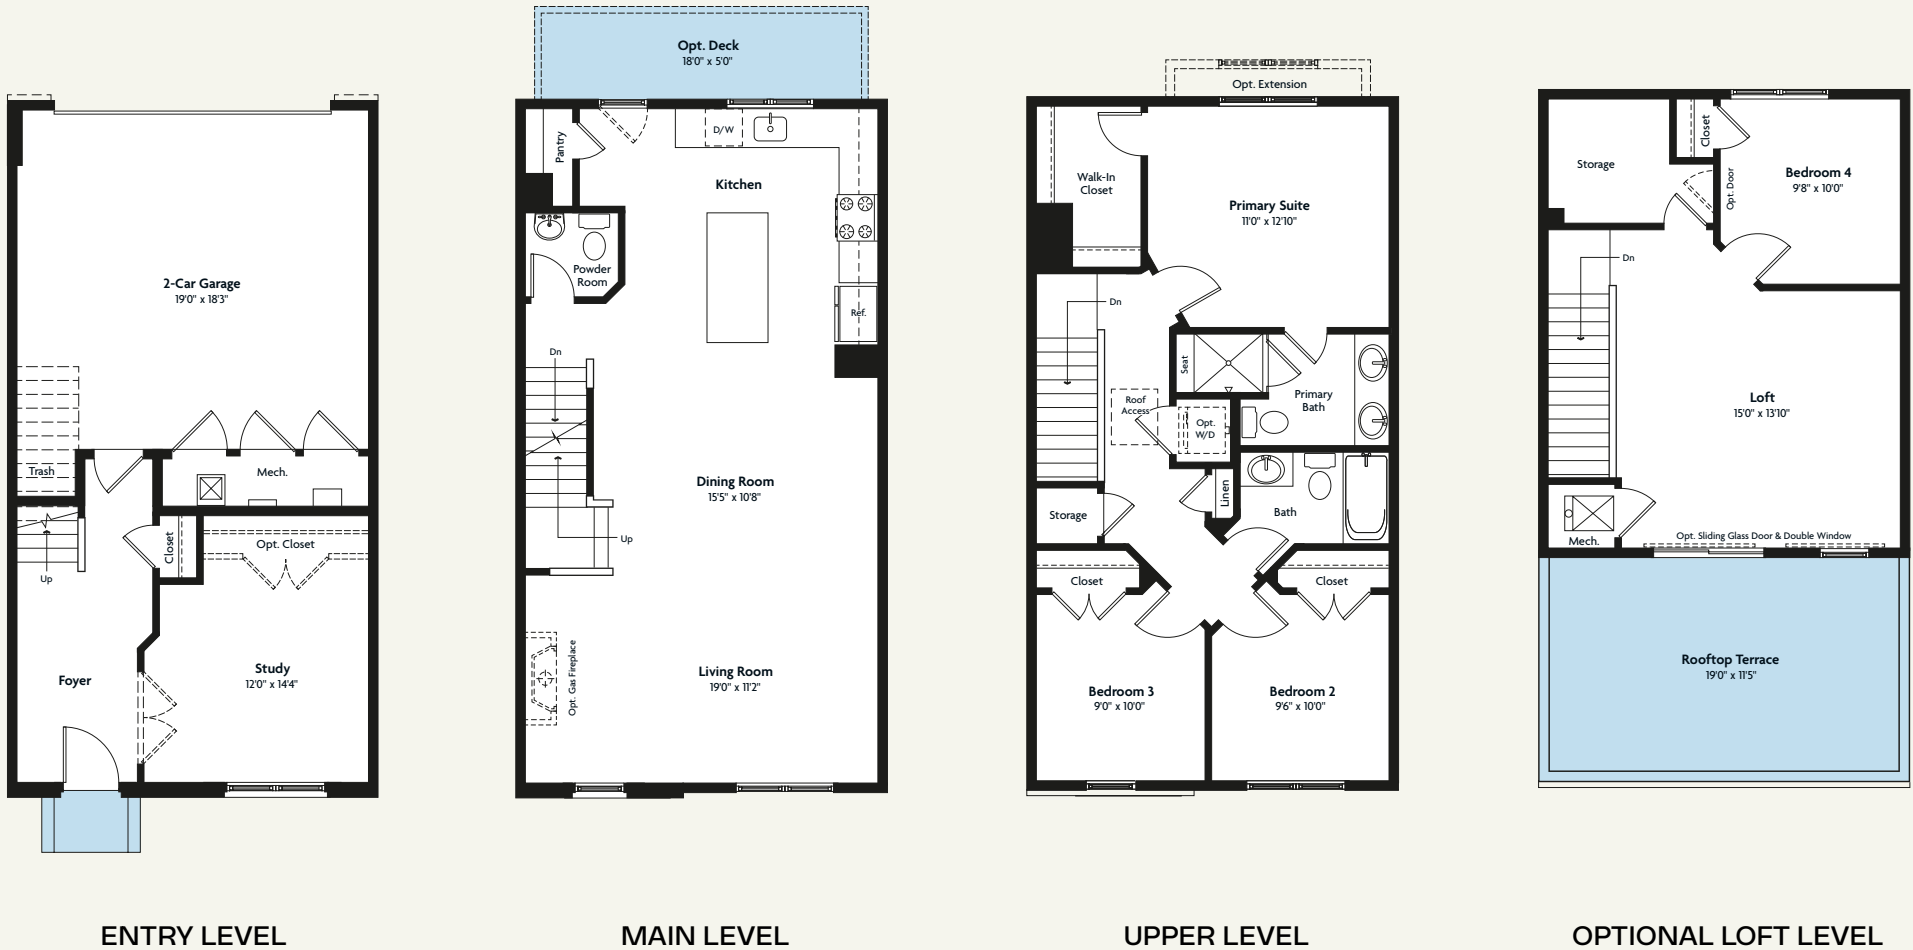 2-Car Garage
19'0" x 18'3"
Trash
Mech.
Closet
Opt. Closet
Up
Foyer
Study
12'0" x 14'4"
ENTRY LEVEL
Opt. Deck
18'0" x 5'0"
Pantry
D/W
Kitchen
Powder
Room
Ref.
Dn
Dining Room
15'5" x 10'8"
Up
Opt. Gas Fireplace
Living Room
19'0" x 11'2"
MAIN LEVEL
Opt. Extension
Walk-In
Closet
Primary Suite
11'0" x 12'10"
Dn
Seat
Primary
Bath
Roof
Access
Opt.
W/D
Linen
Storage
Bath
Closet
Closet
Bedroom 3
9'0" x 10'0"
Bedroom 2
9'6" x 10'0"
UPPER LEVEL
Closet
Storage
Opt. Door
Bedroom 4
9'8" x 10'0"
Dn
Loft
15'0" x 13'10"
Mech.
Opt. Sliding Glass Door & Double Window
Rooftop Terrace
19'0" x 11'5"
OPTIONAL LOFT LEVEL